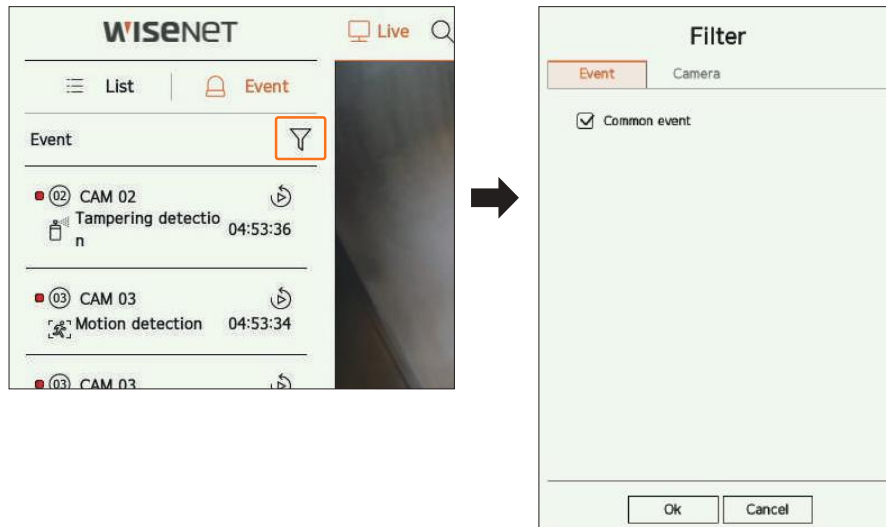 WISENET
Live
List
Event
Event
02 CAM 02
Tampering detectio
n
04:53:36
03 CAM 03
Motion detection 04:53:34
03 CAM 03
Filter
Event Camera
Common event
Ok Cancel